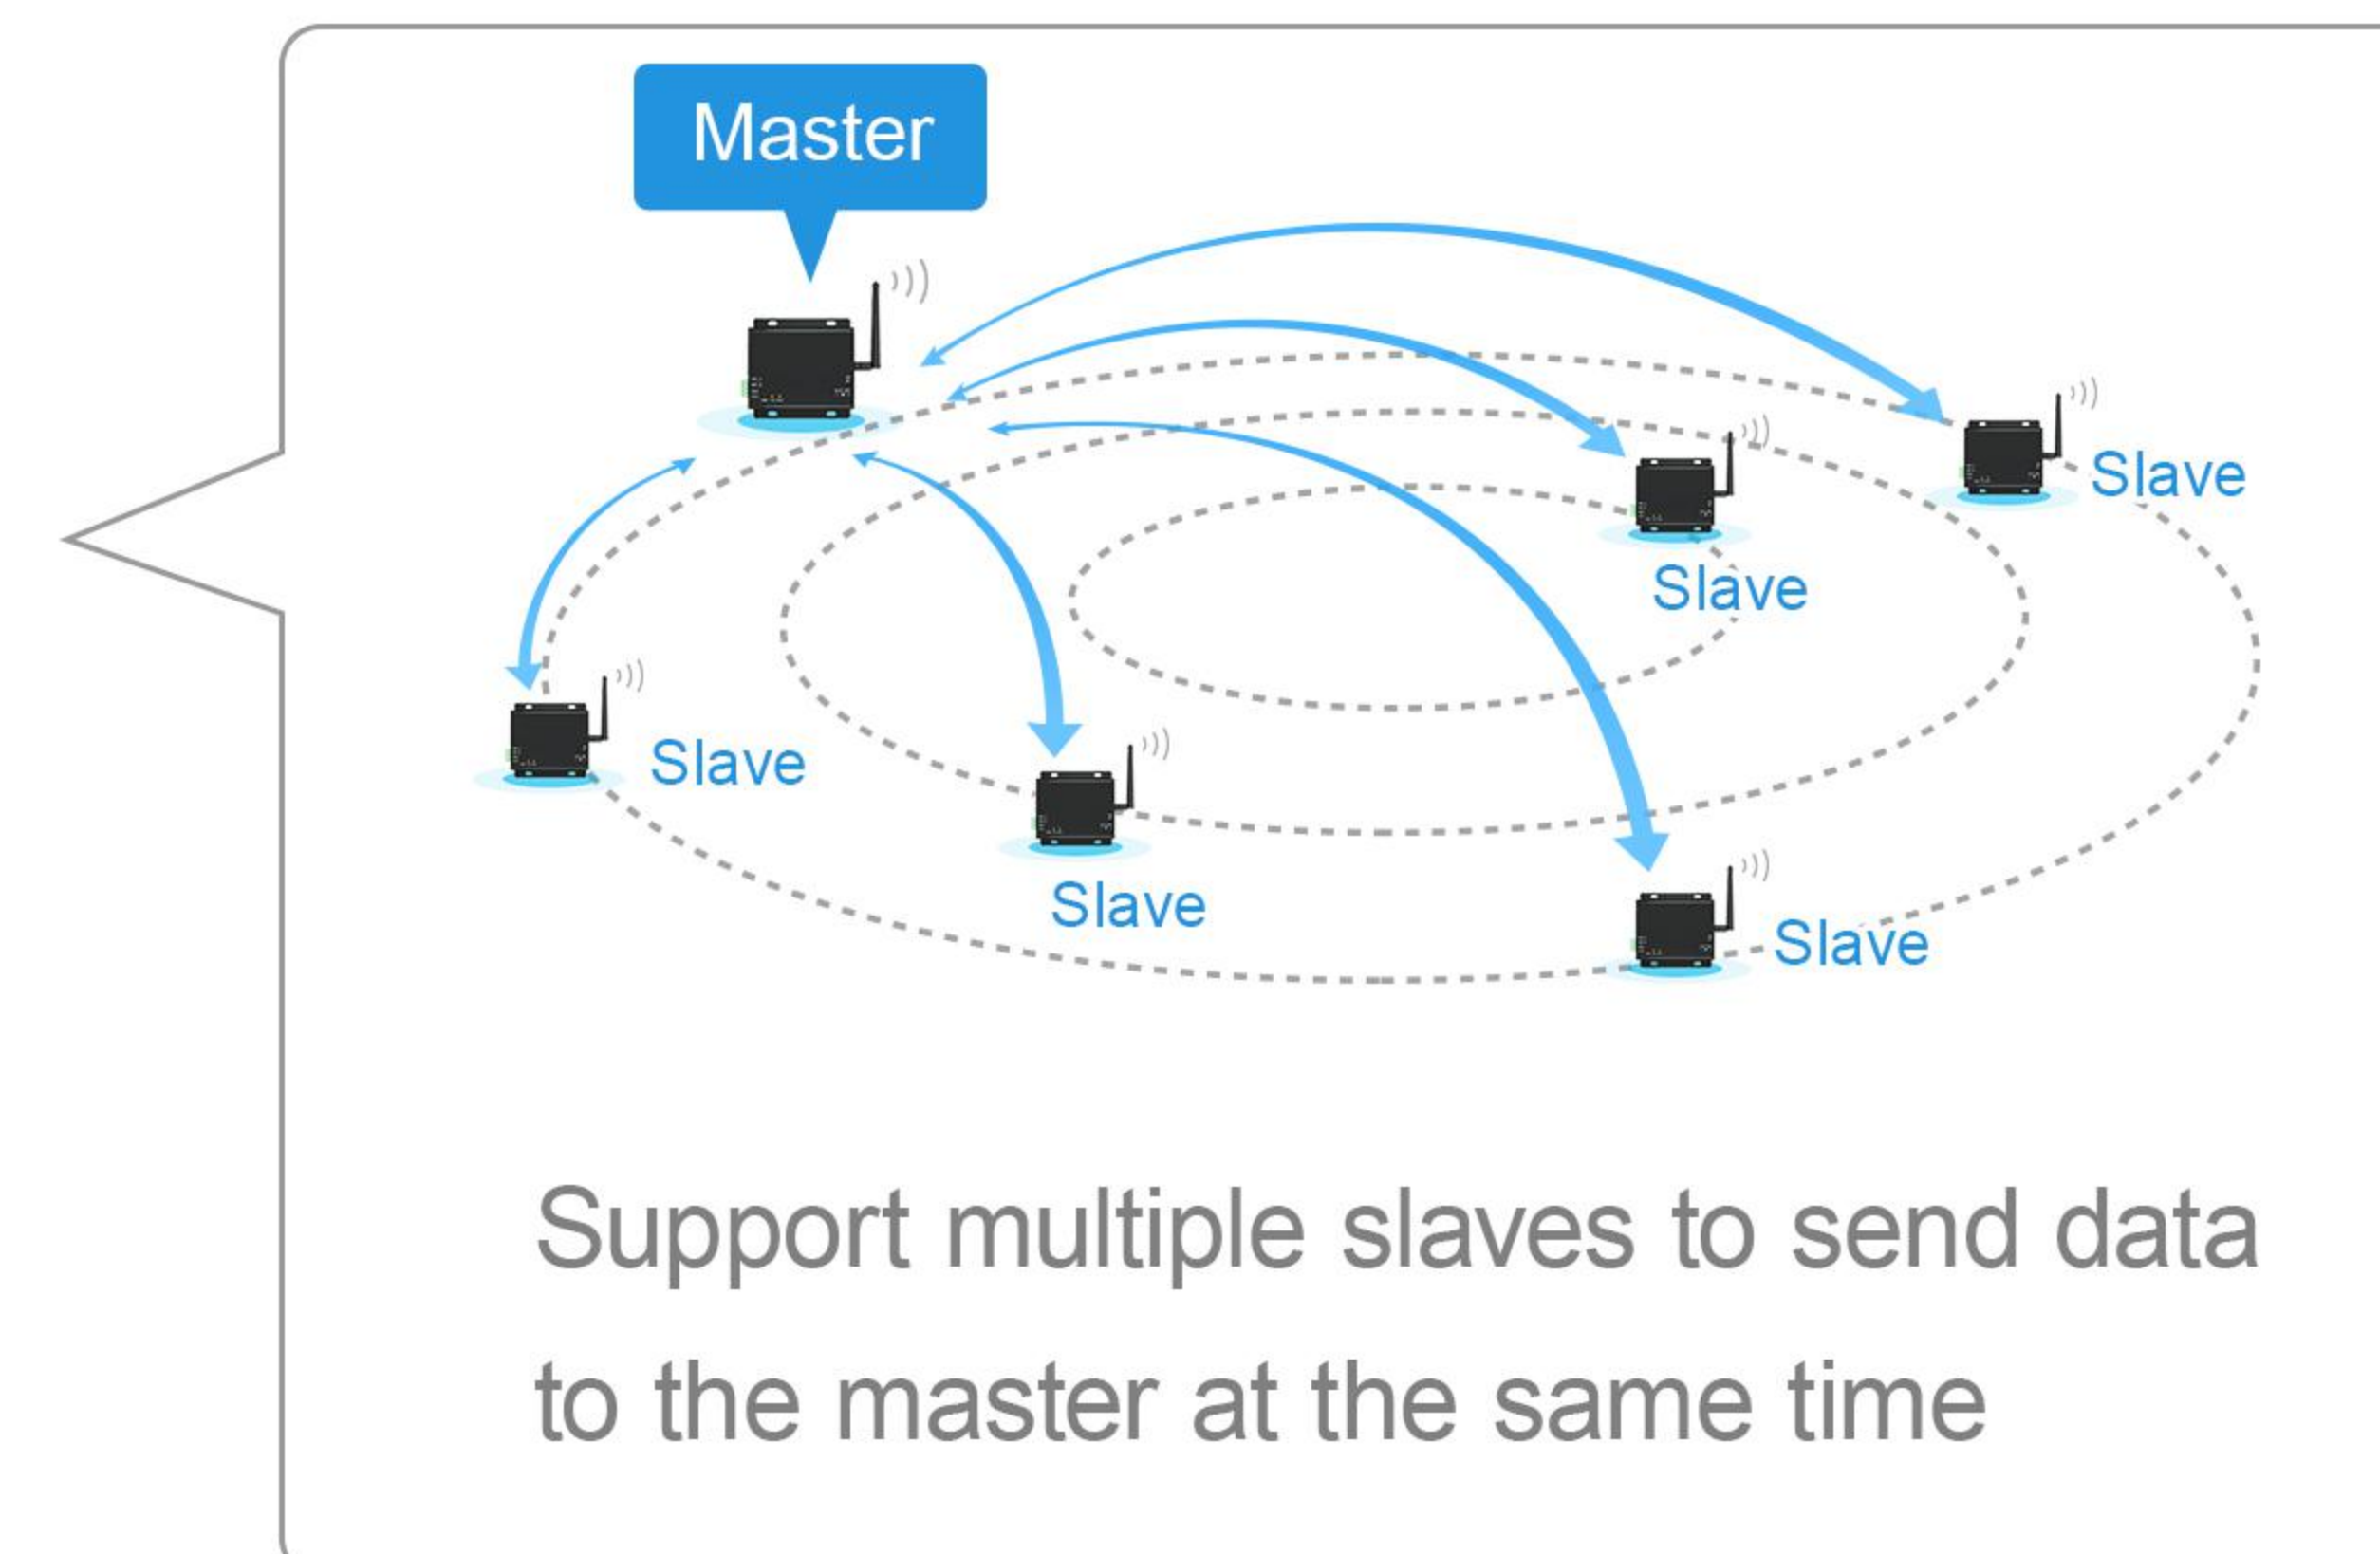 Master
Slave
Slave
Slave
Slave
Slave
Support multiple slaves to send data
to the master at the same time